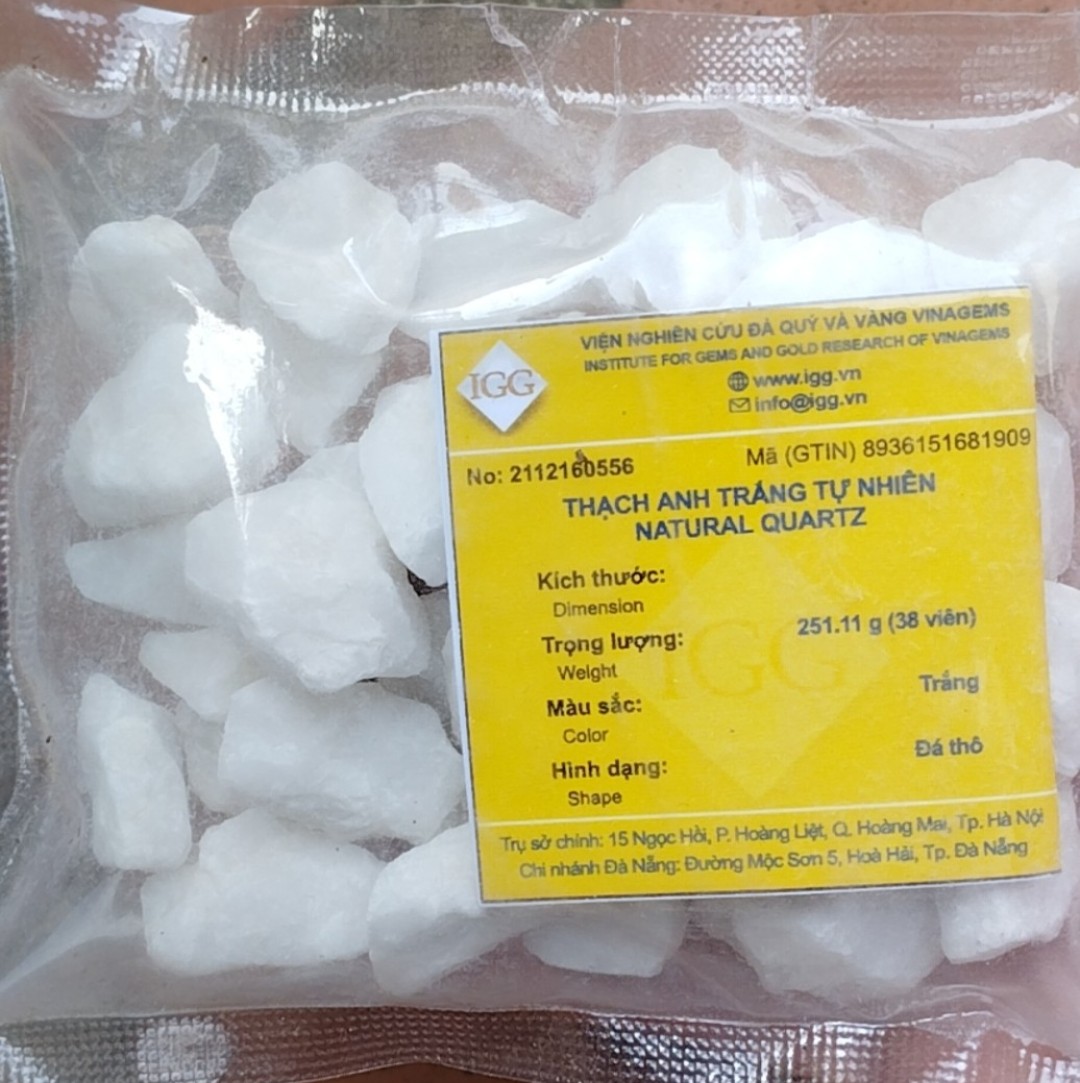 VIỆN NGHIÊN CỨU ĐÁ QUÝ VÀ VÀNG VINAGEMS
INSTITUTE FOR GEMS AND GOLD RESEARCH OF VINAGEMS
IGG
www.igg.vn
info@igg.vn
No: 2112160556
Mã (GTIN) 8936151681909
THẠCH ANH TRẮNG TỰ NHIÊN
NATURAL QUARTZ
Kích thước:
Dimension
Trọng lượng: 251.11 g (38 viên)
Weight
Màu sắc: Trắng
Color
Hình dạng: Đá thô
Shape
IGG
Trụ sở chính: 15 Ngọc Hồi, P. Hoàng Liệt, Q. Hoàng Mai, Tp. Hà Nội
Chi nhánh Đà Nẵng: Đường Mộc Sơn 5, Hoà Hải, Tp. Đà Nẵng